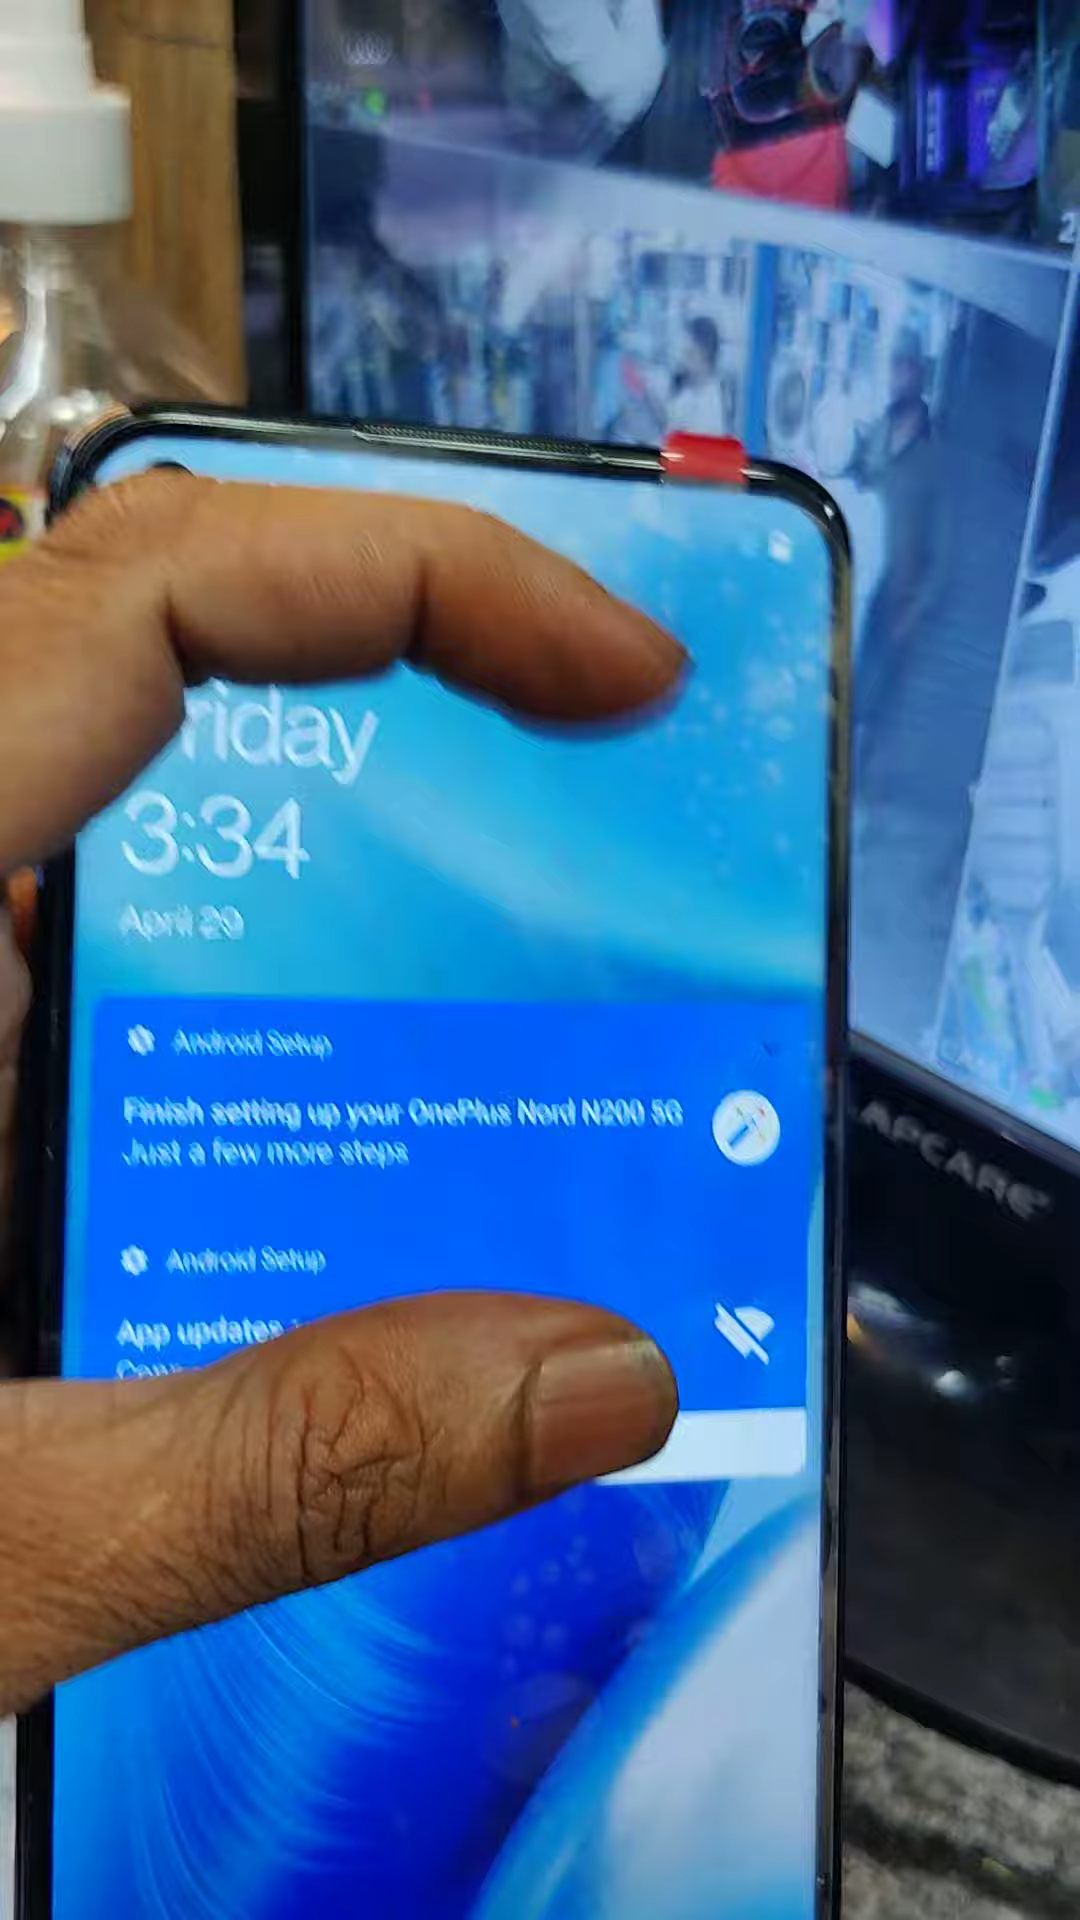 riday
3:34
April 29
Android Setup
Finish setting up your OnePlus Nord N200 5G
Just a few more steps
Android Setup
App updates
APCARE